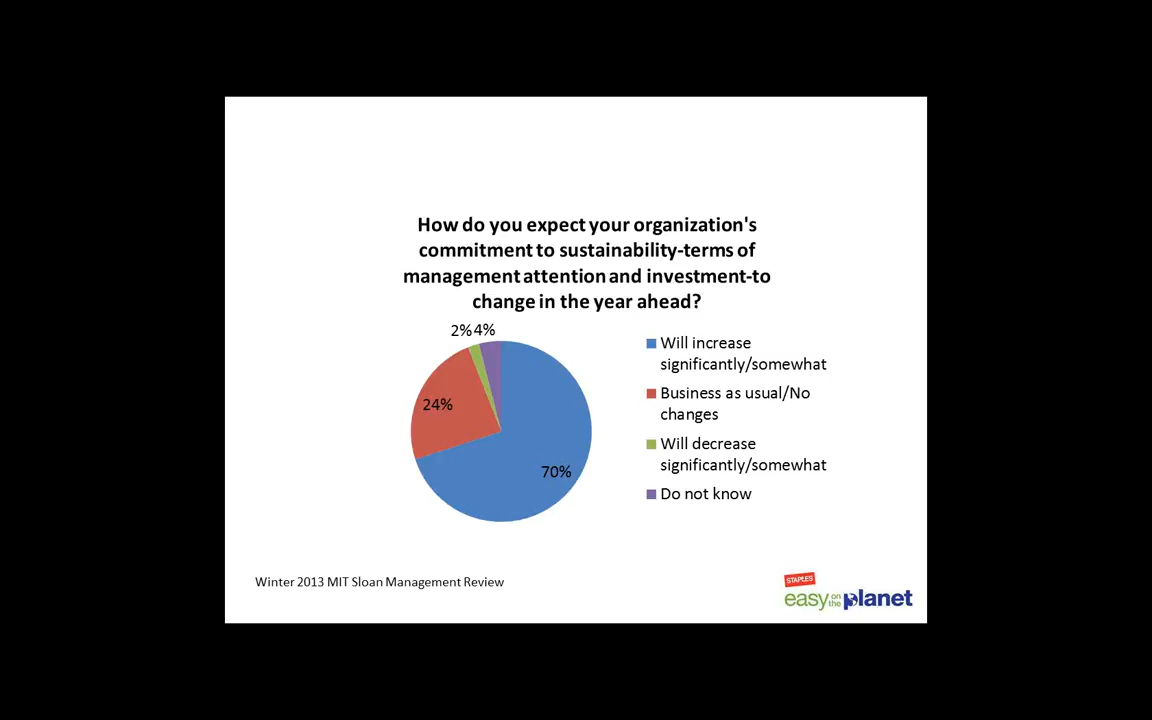 How do you expect your organization's
commitment to sustainability-terms of
management attention and investment-to
change in the year ahead?
2% 4%
24%
70%
Will increase
significantly/somewhat
Business as usual/No
changes
Will decrease
significantly/somewhat
Do not know
Winter 2013 MIT Sloan Management Review
STAPLES
easy on the planet